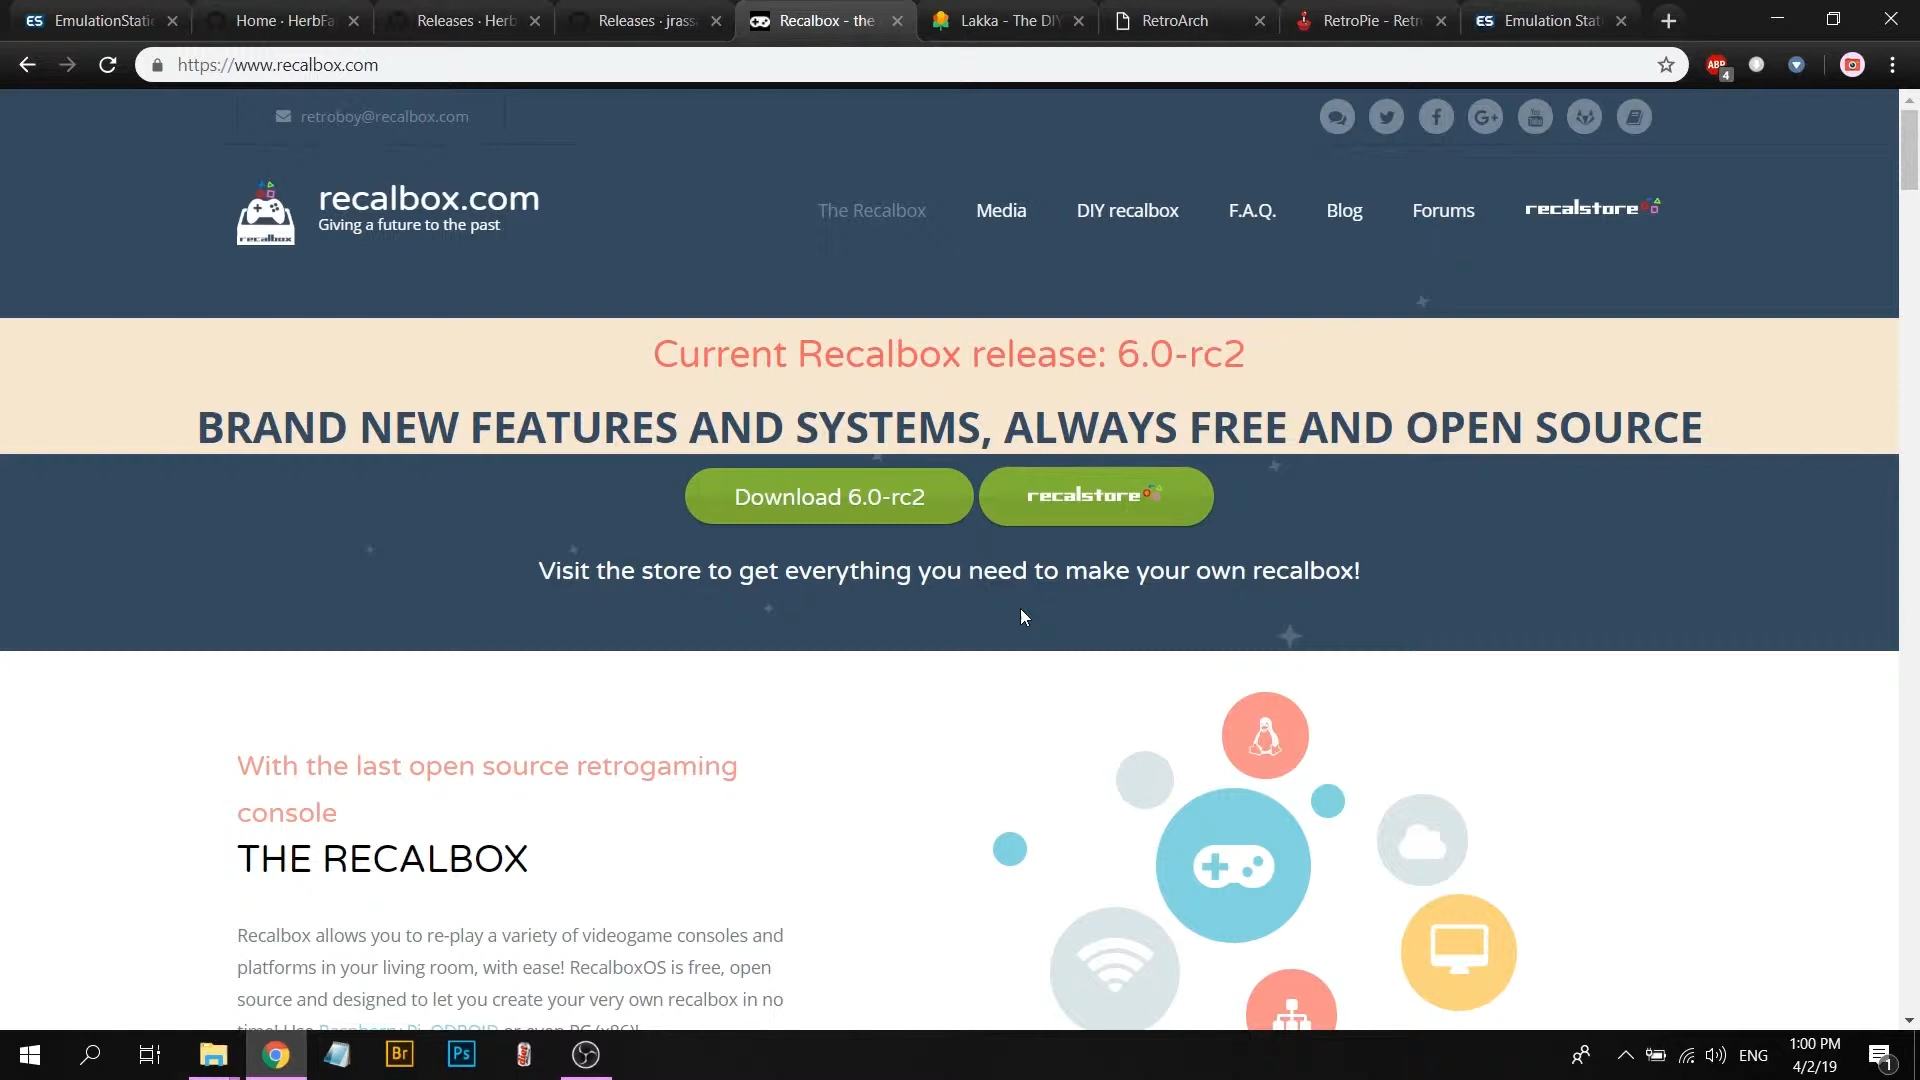 EmulationStati
Home · HerbFa
Releases · Herb
Releases · jrass
Recalbox - the
Lakka - The DIY
RetroArch
RetroPie - Retr
Emulation Stat
https://www.recalbox.com
ABP
4
retroboy@recalbox.com
recalbox
recalbox.com
Giving a future to the past
The Recalbox
Media
DIY recalbox
F.A.Q.
Blog
Forums
recalstore
Current Recalbox release: 6.0-rc2
BRAND NEW FEATURES AND SYSTEMS, ALWAYS FREE AND OPEN SOURCE
Download 6.0-rc2
recalstore
Visit the store to get everything you need to make your own recalbox!
With the last open source retrogaming
console
THE RECALBOX
Recalbox allows you to re-play a variety of videogame consoles and
platforms in your living room, with ease! RecalboxOS is free, open
source and designed to let you create your very own recalbox in no
time! Use Raspberry Pi, ODROID or even PC (x86)!
Br
Ps
ENG
1:00 PM
4/2/19
1